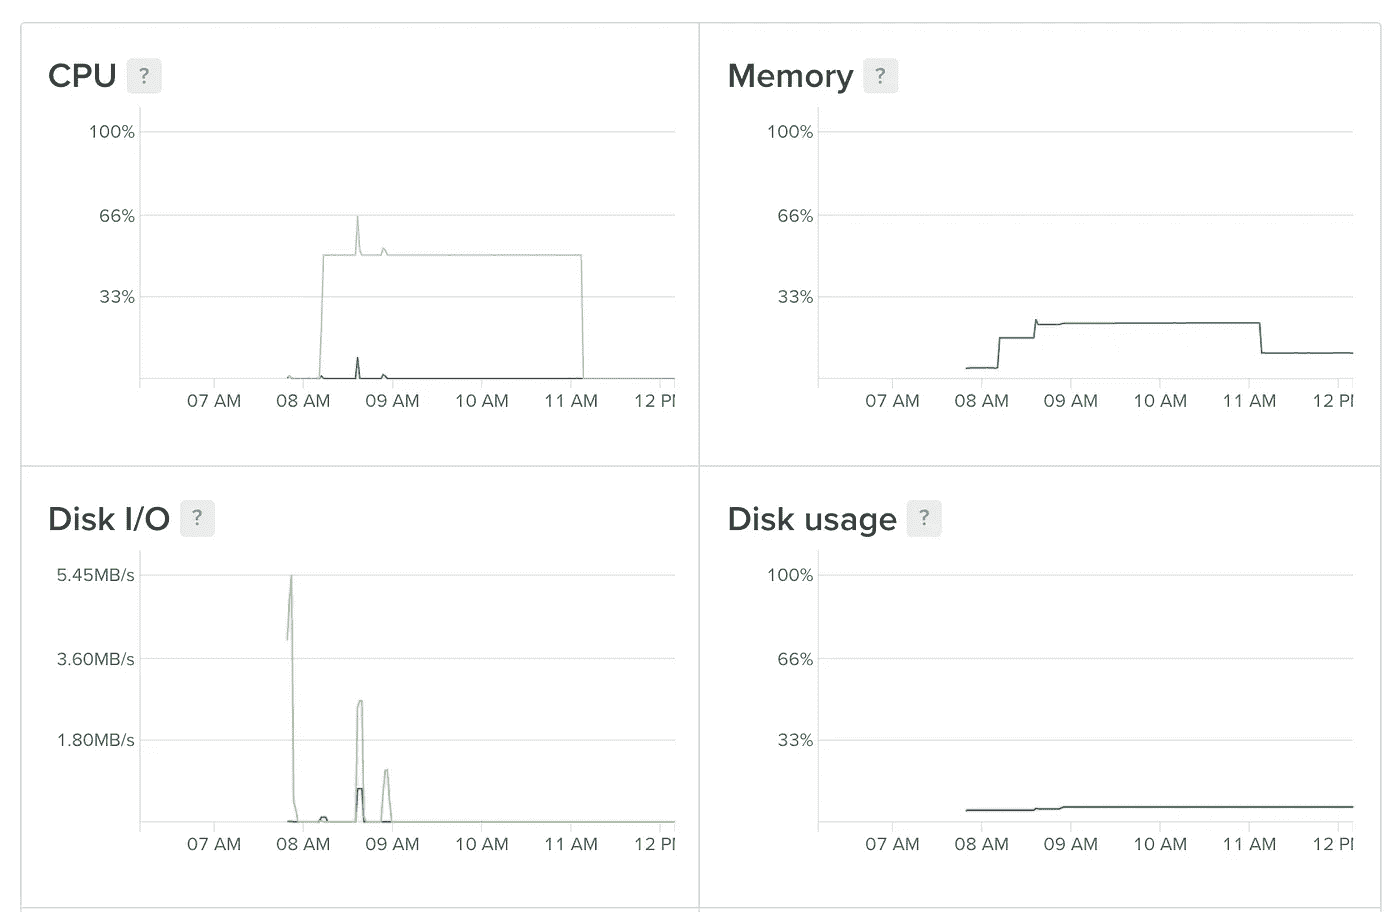 CPU ?
100%
66%
33%
07 AM 08 AM 09 AM 10 AM 11 AM 12 P
Memory ?
100%
66%
33%
07 AM 08 AM 09 AM 10 AM 11 AM 12 P
Disk I/O ?
5.45MB/s
3.60MB/s
1.80MB/s
07 AM 08 AM 09 AM 10 AM 11 AM 12 P
Disk usage ?
100%
66%
33%
07 AM 08 AM 09 AM 10 AM 11 AM 12 P